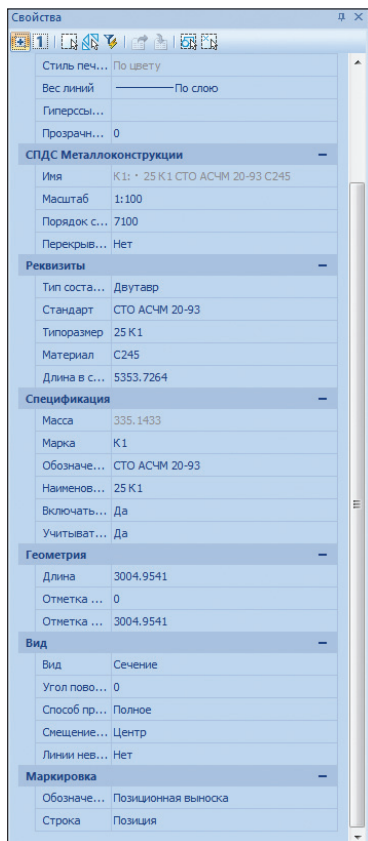 Свойства
1
Стиль печ... По цвету
Вес линий По слою
Гиперссы...
Прозрачн... 0
СПДС Металлоконструкции
Имя К1: · 25 К1 СТО АСЧМ 20-93 С245
Масштаб 1:100
Порядок с... 7100
Перекрыв... Нет
Реквизиты
Тип соста... Двутавр
Стандарт СТО АСЧМ 20-93
Типоразмер 25 К1
Материал С245
Длина в с... 5353.7264
Спецификация
Масса 335.1433
Марка К1
Обозначе... СТО АСЧМ 20-93
Наименов... 25 К1
Включать... Да
Учитыват... Да
Геометрия
Длина 3004.9541
Отметка ... 0
Отметка ... 3004.9541
Вид
Вид Сечение
Угол пово... 0
Способ пр... Полное
Смещение... Центр
Линии нев... Нет
Маркировка
Обозначе... Позиционная выноска
Строка Позиция